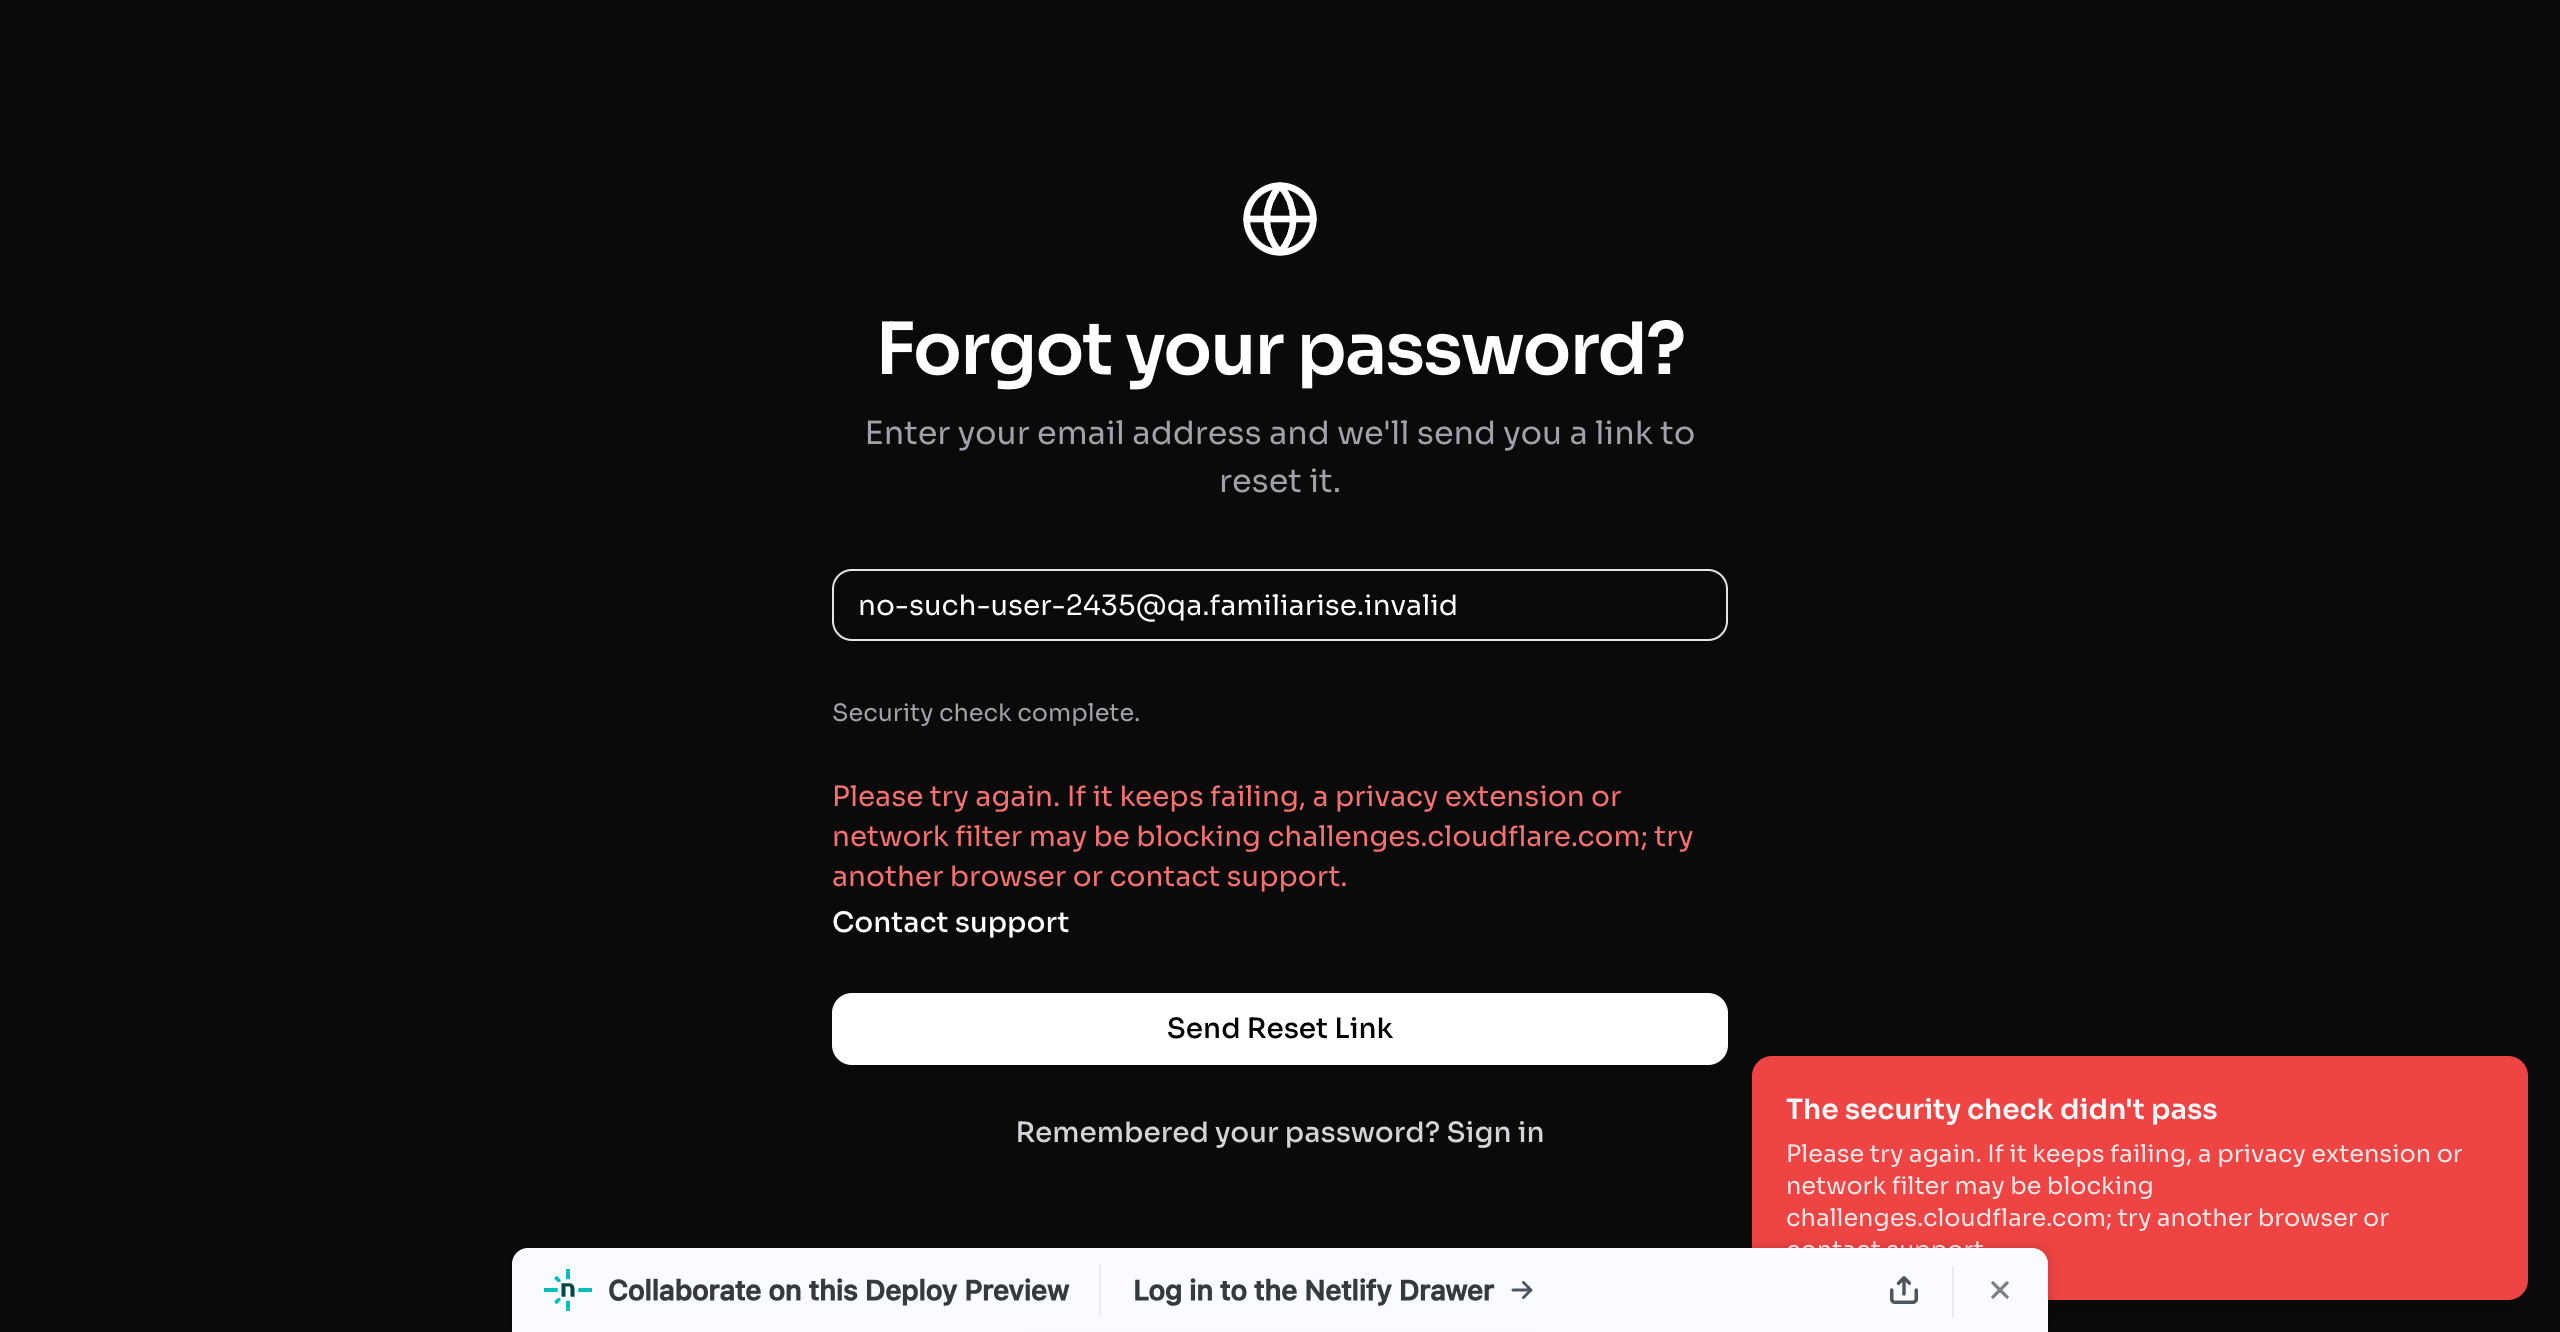 Forgot your password?
Enter your email address and we'll send you a link to
reset it.
no-such-user-2435@qa.familiarise.invalid
Security check complete.
Please try again. If it keeps failing, a privacy extension or
network filter may be blocking challenges.cloudflare.com; try
another browser or contact support.
Contact support
Send Reset Link
Remembered your password? Sign in
The security check didn't pass
Please try again. If it keeps failing, a privacy extension or
network filter may be blocking
challenges.cloudflare.com; try another browser or
contact support.
Collaborate on this Deploy Preview
Log in to the Netlify Drawer →